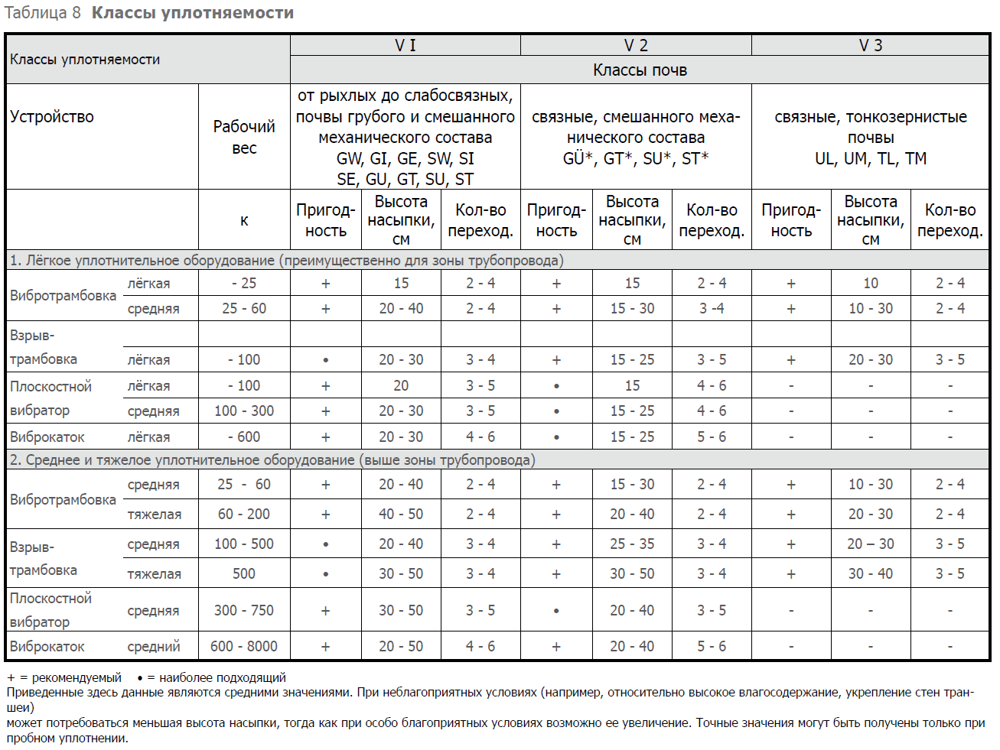 Таблица 8 Классы уплотняемости
Классы уплотняемости V I V 2 V 3
Классы почв
Устройство
Рабочий
вес
от рыхлых до слабосвязных,
почвы грубого и смешанного
механического состава
GW, GI, GE, SW, SI
SE, GU, GT, SU, ST
связные, смешанного меха-
нического состава
GÜ*, GT*, SU*, ST*
связные, тонкозернистые
почвы
UL, UM, TL, TM
к
Пригод-
ность
Высота
насыпки,
см
Кол-во
переход.
Пригод-
ность
Высота
насыпки,
см
Кол-во
переход.
Пригод-
ность
Высота
насыпки,
см
Кол-во
переход.
1. Лёгкое уплотнительное оборудование (преимущественно для зоны трубопровода)
Вибротрамбовка
лёгкая - 25 + 15 2 - 4 + 15 2 - 4 + 10 2 - 4
средняя 25 - 60 + 20 - 40 2 - 4 + 15 - 30 3 -4 + 10 - 30 2 - 4
Взрыв-
трамбовка лёгкая - 100 • 20 - 30 3 - 4 + 15 - 25 3 - 5 + 20 - 30 3 - 5
Плоскостной лёгкая - 100 + 20 3 - 5 • 15 4 - 6 - - -
вибратор средняя 100 - 300 + 20 - 30 3 - 5 • 15 - 25 4 - 6 - - -
Виброкаток лёгкая - 600 + 20 - 30 4 - 6 • 15 - 25 5 - 6 - - -
2. Среднее и тяжелое уплотнительное оборудование (выше зоны трубопровода)
Вибротрамбовка
средняя 25 - 60 + 20 - 40 2 - 4 + 15 - 30 2 - 4 + 10 - 30 2 - 4
тяжелая 60 - 200 + 40 - 50 2 - 4 + 20 - 40 2 - 4 + 20 - 30 2 - 4
Взрыв- средняя 100 - 500 • 20 - 40 3 - 4 + 25 - 35 3 - 4 + 20 – 30 3 - 5
трамбовка тяжелая 500 • 30 - 50 3 - 4 + 30 - 50 3 - 4 + 30 - 40 3 - 5
Плоскостной
вибратор средняя 300 - 750 + 30 - 50 3 - 5 • 20 - 40 3 - 5 - - -
Виброкаток средний 600 - 8000 + 20 - 50 4 - 6 + 20 - 40 5 - 6 - - -
+ = рекомендуемый • = наиболее подходящий
Приведенные здесь данные являются средними значениями. При неблагоприятных условиях (например, относительно высокое влагосодержание, укрепление стен тран-
шеи)
может потребоваться меньшая высота насыпки, тогда как при особо благоприятных условиях возможно ее увеличение. Точные значения могут быть получены только при
пробном уплотнении.